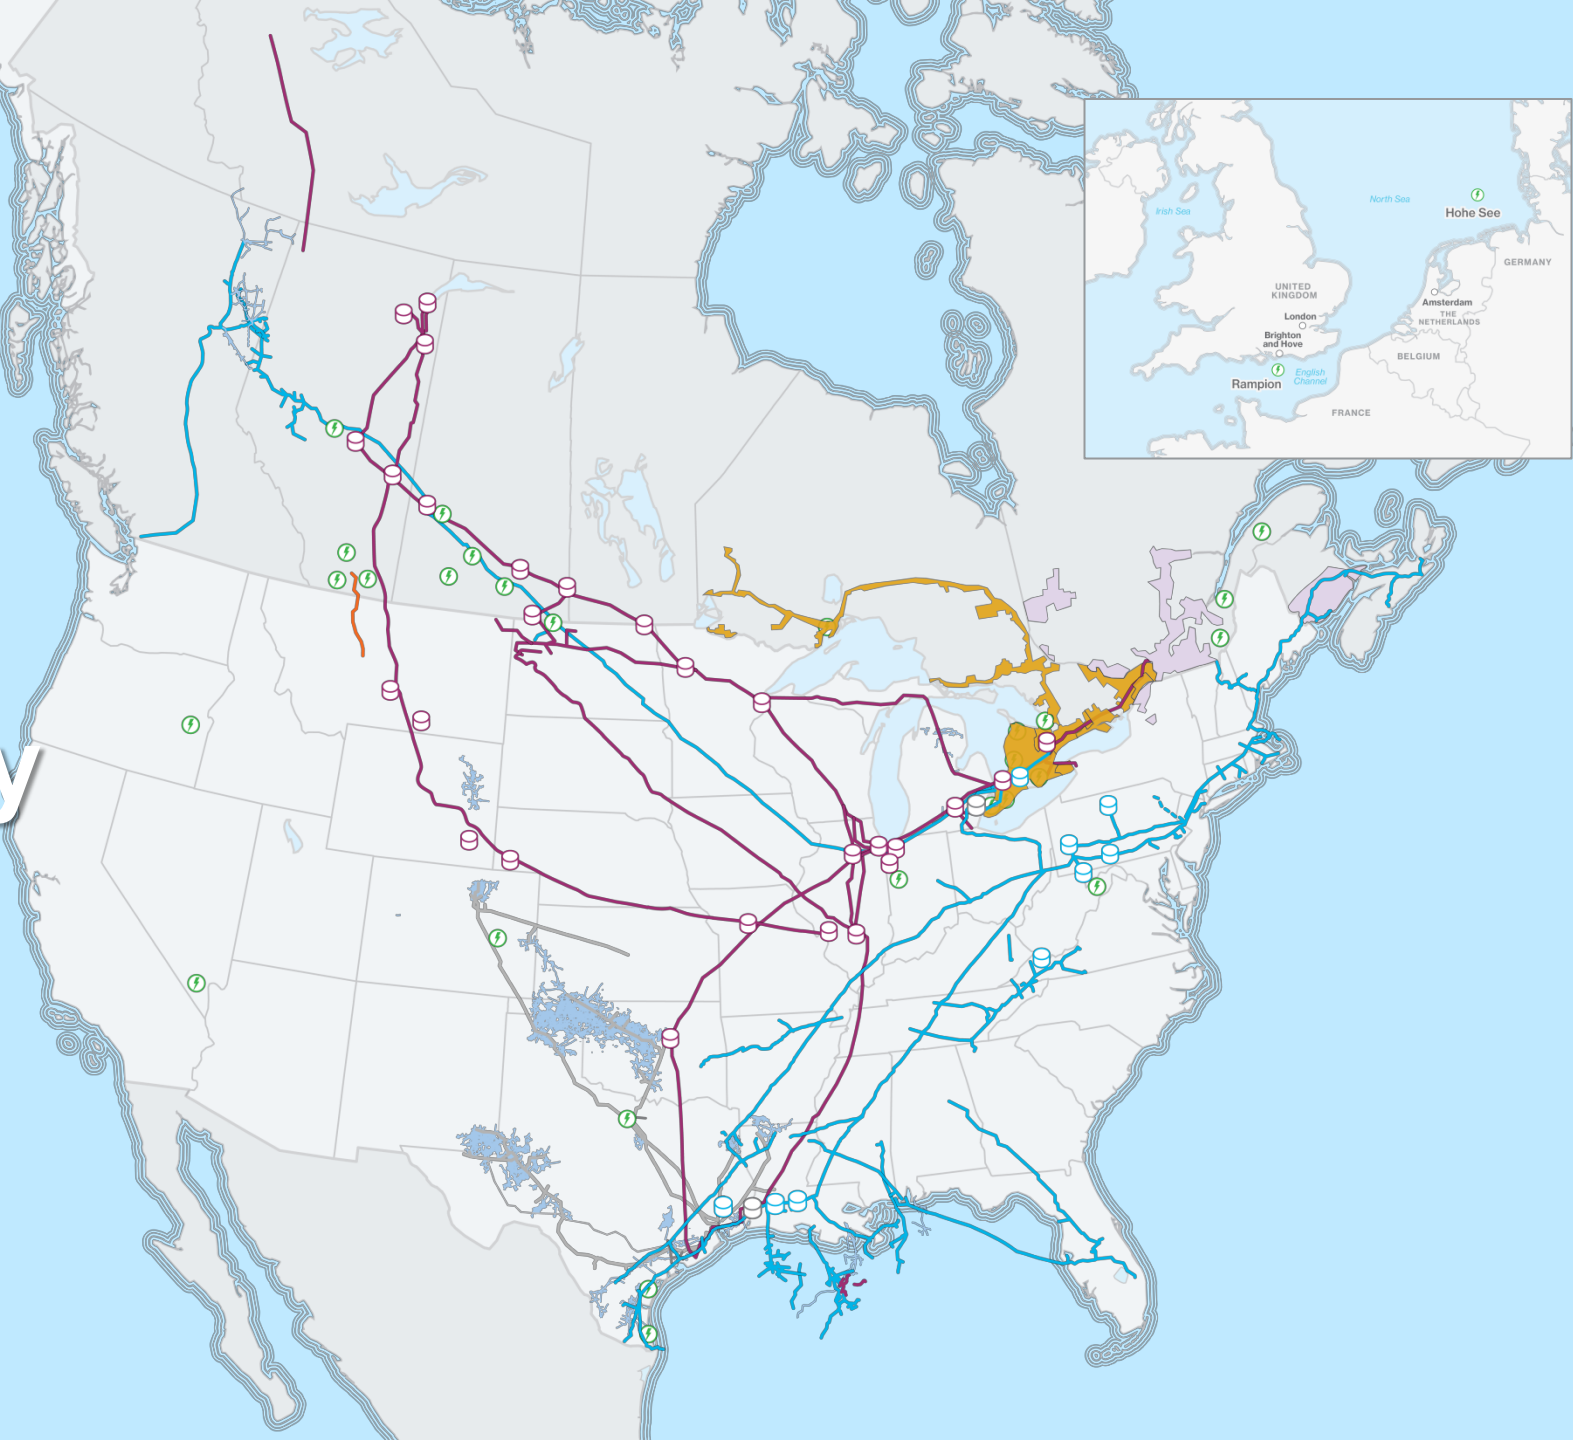 y
North Sea
Irish Sea
Hohe See
GERMANY
UNITED
KINGDOM
Amsterdam
THE
NETHERLANDS
London
Brighton
and Hove
BELGIUM
English
Channel
Rampion
FRANCE